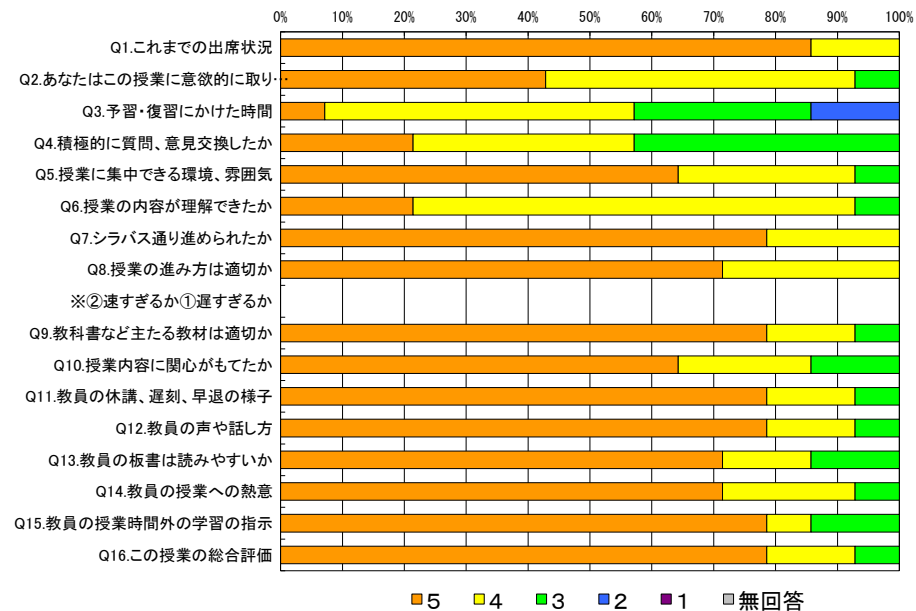 0% 10% 20% 30% 40% 50% 60% 70% 80% 90% 100%
Q1.これまでの出席状況
Q2.あなたはこの授業に意欲的に取り…
Q3.予習・復習にかけた時間
Q4.積極的に質問、意見交換したか
Q5.授業に集中できる環境、雰囲気
Q6.授業の内容が理解できたか
Q7.シラバス通り進められたか
Q8.授業の進み方は適切か
※②速すぎるか①遅すぎるか
Q9.教科書など主たる教材は適切か
Q10.授業内容に関心がもてたか
Q11.教員の休講、遅刻、早退の様子
Q12.教員の声や話し方
Q13.教員の板書は読みやすいか
Q14.教員の授業への熱意
Q15.教員の授業時間外の学習の指示
Q16.この授業の総合評価
5 4 3 2 1 無回答